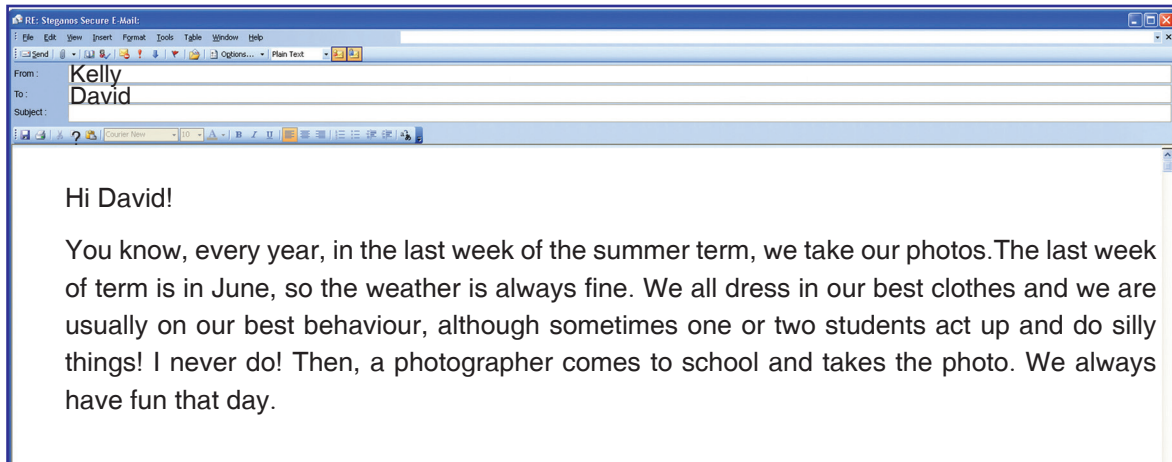 RE: Steganos Secure E-Mail:
File Edit View Insert Format Tools Table Window Help
Send Options... Plain Text
From : Kelly
To : David
Subject :
Courier New 10 A B I U
Hi David!
You know, every year, in the last week of the summer term, we take our photos.The last week
of term is in June, so the weather is always fine. We all dress in our best clothes and we are
usually on our best behaviour, although sometimes one or two students act up and do silly
things! I never do! Then, a photographer comes to school and takes the photo. We always
have fun that day.